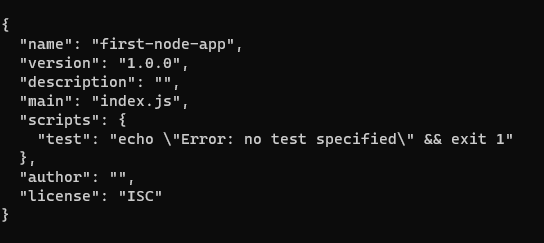 {
  "name": "first-node-app",
  "version": "1.0.0",
  "description": "",
  "main": "index.js",
  "scripts": {
    "test": "echo \"Error: no test specified\" && exit 1"
  },
  "author": "",
  "license": "ISC"
}